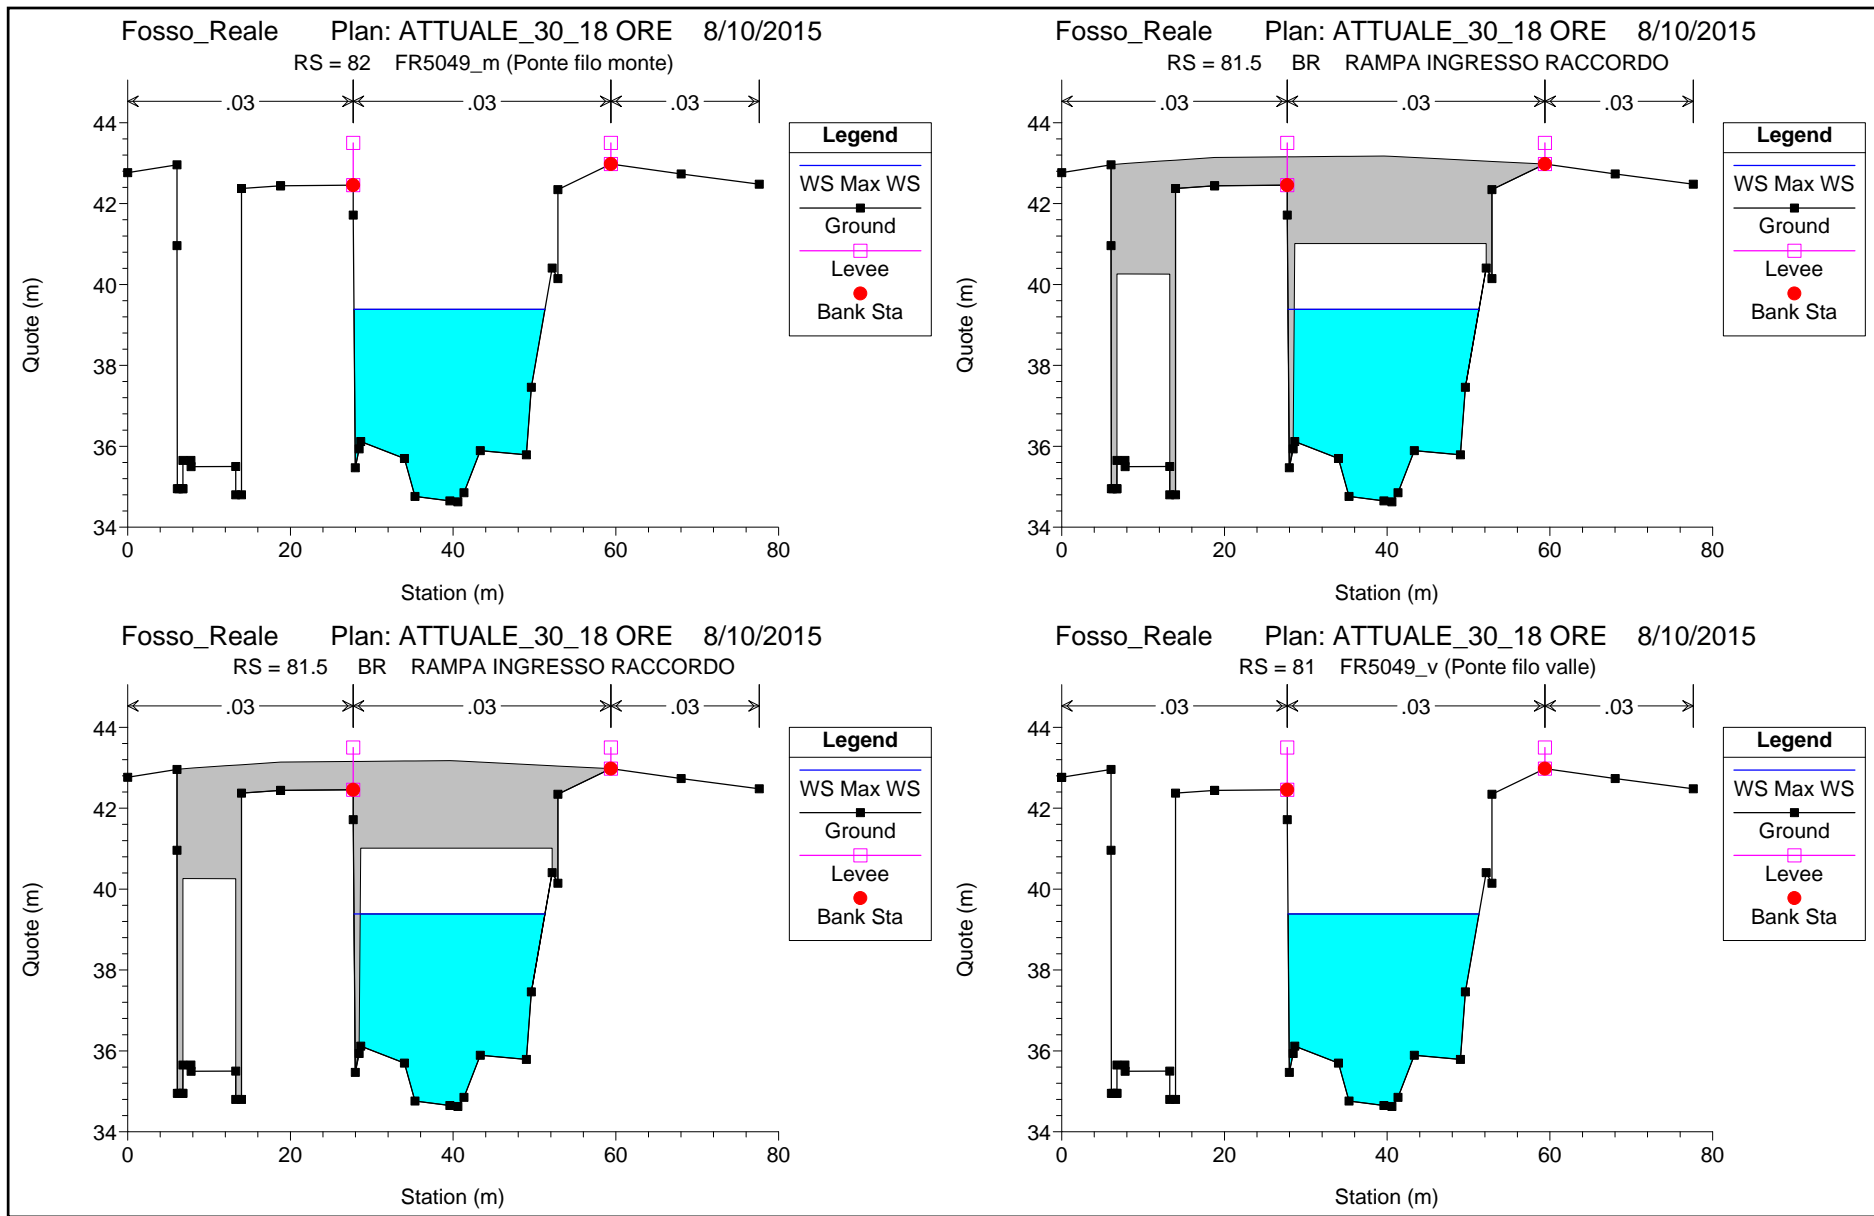 Fosso_Reale Plan: ATTUALE_30_18 ORE 8/10/2015
RS = 82 FR5049_m (Ponte filo monte)
.03 .03 .03
44
42
40
38
36
34
Quote (m)
0 20 40 60 80
Station (m)
Legend
WS Max WS
Ground
Levee
Bank Sta
Fosso_Reale Plan: ATTUALE_30_18 ORE 8/10/2015
RS = 81.5 BR RAMPA INGRESSO RACCORDO
.03 .03 .03
44
42
40
38
36
34
Quote (m)
0 20 40 60 80
Station (m)
Legend
WS Max WS
Ground
Levee
Bank Sta
Fosso_Reale Plan: ATTUALE_30_18 ORE 8/10/2015
RS = 81.5 BR RAMPA INGRESSO RACCORDO
.03 .03 .03
44
42
40
38
36
34
Quote (m)
0 20 40 60 80
Station (m)
Legend
WS Max WS
Ground
Levee
Bank Sta
Fosso_Reale Plan: ATTUALE_30_18 ORE 8/10/2015
RS = 81 FR5049_v (Ponte filo valle)
.03 .03 .03
44
42
40
38
36
34
Quote (m)
0 20 40 60 80
Station (m)
Legend
WS Max WS
Ground
Levee
Bank Sta